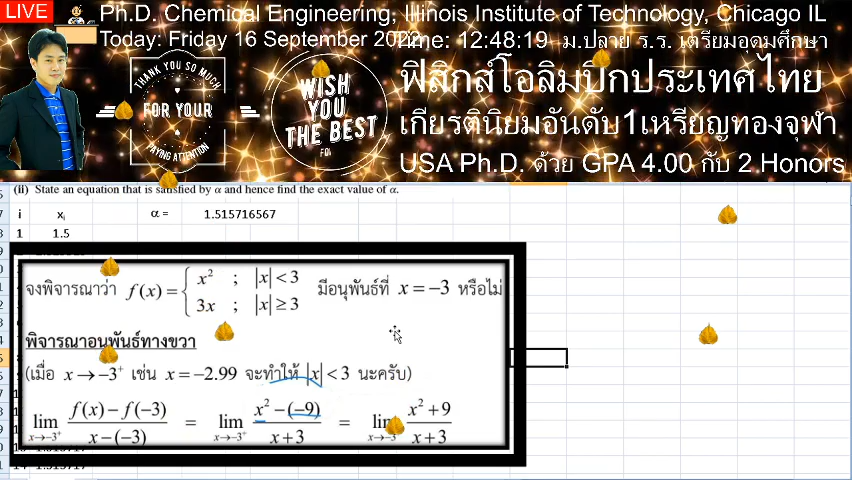 LIVE
Ph.D. Chemical Engineering, Illinois Institute of Technology, Chicago IL
Today: Friday 16 September 2022 Time: 12:48:19 ม.ปลาย ร.ร. เตรียมอุดมศึกษา
THANK YOU SO MUCH
FOR YOUR
PAYING ATTENTION
WISH
YOU
THE BEST
ฟิสิกส์โอลิมปิกประเทศไทย
เกียรตินิยมอันดับ1เหรียญทองจุฬา
USA Ph.D. ด้วย GPA 4.00 กับ 2 Honors
(ii) State an equation that is satisfied by α and hence find the exact value of α.
i xᵢ α = 1.515716567
1 1.5
จงพิจารณาว่า f(x) = { x² ; |x| < 3
3x ; |x| ≥ 3 มีอนุพันธ์ที่ x = −3 หรือไม่
พิจารณาอนุพันธ์ทางขวา
(เมื่อ x → −3⁺ เช่น x = −2.99 จะทำให้ |x| < 3 นะครับ)
lim x→−3⁺ f(x) − f(−3) / x − (−3) = lim x→−3⁺ x² − (−9) / x + 3 = lim x→−3 x² + 9 / x + 3